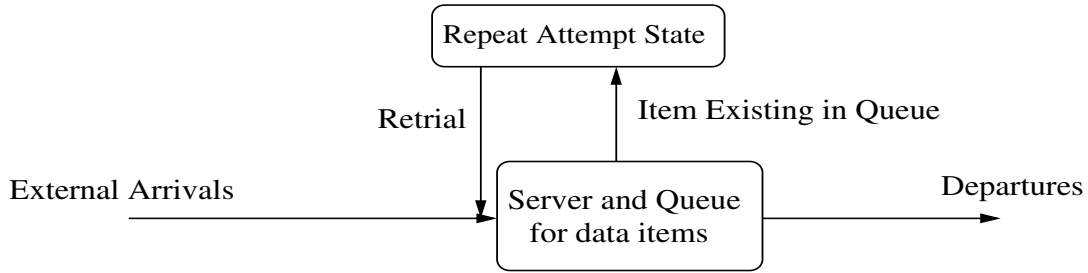 Repeat Attempt State
Retrial
Item Existing in Queue
External Arrivals
Server and Queue
for data items
Departures